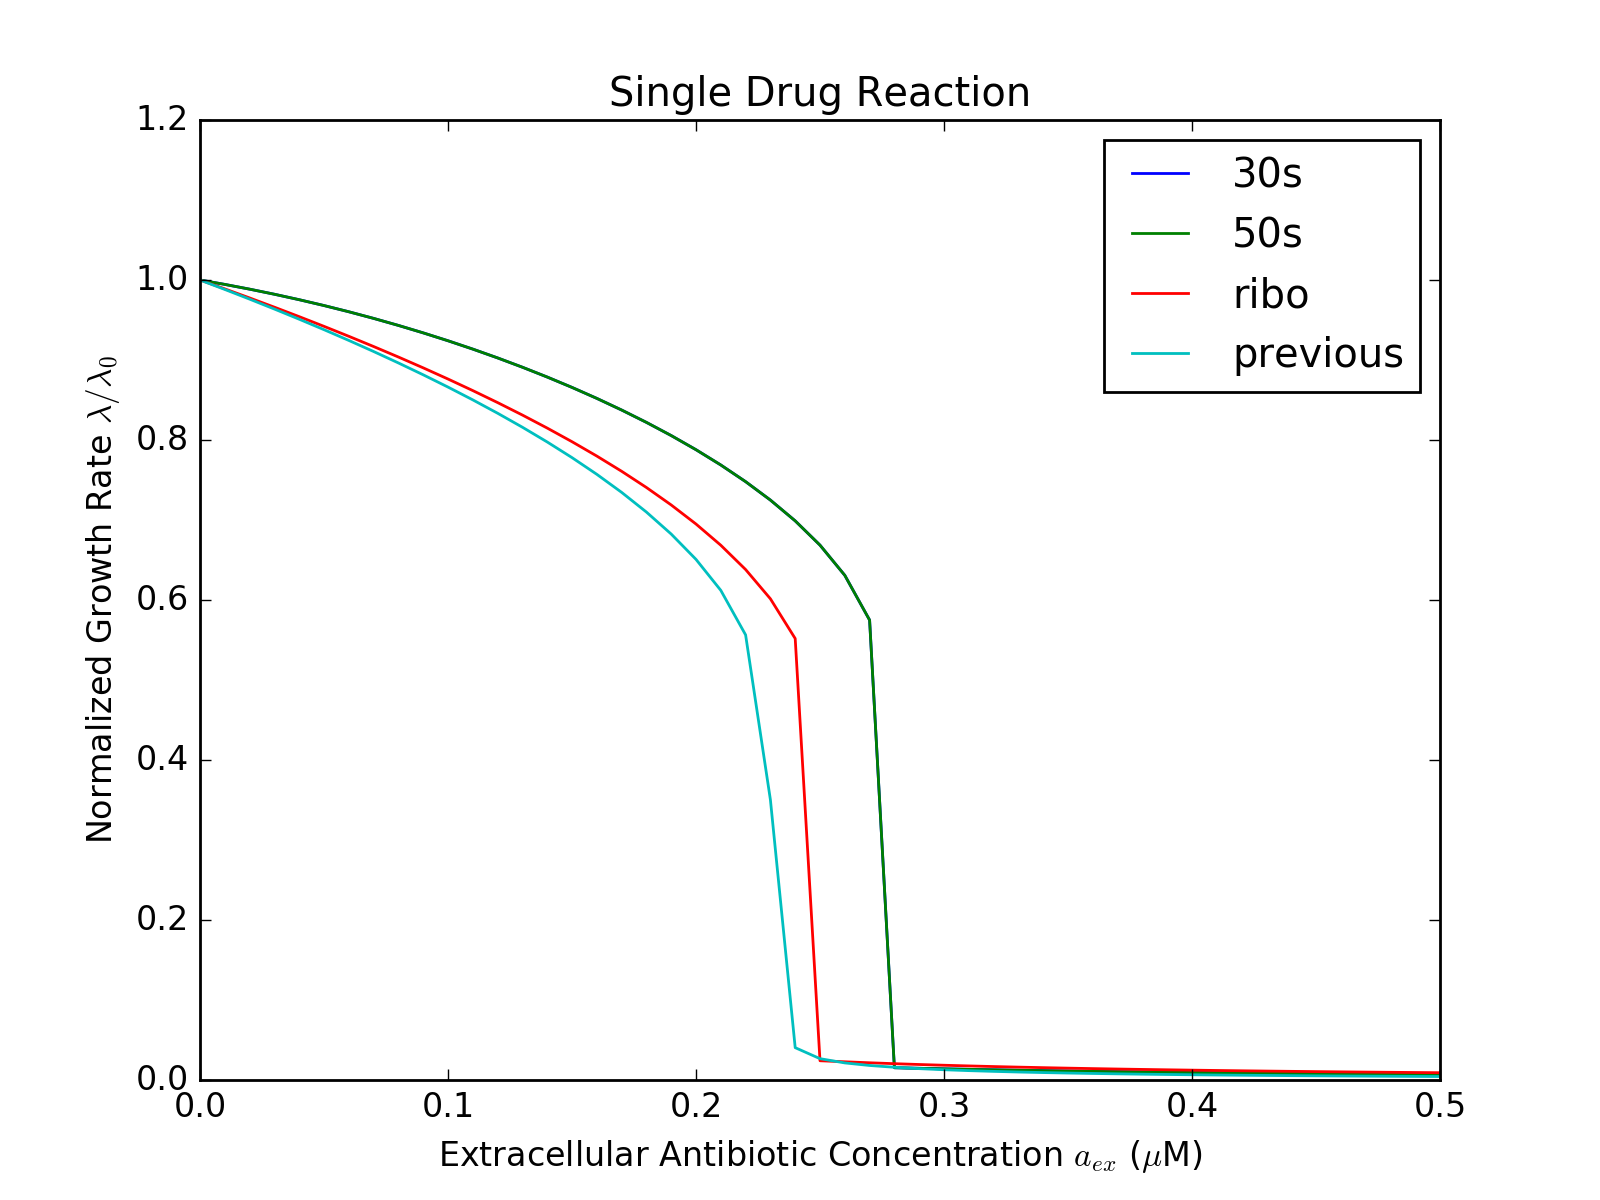 Single Drug Reaction
1.2
1.0
0.8
0.6
0.4
0.2
0.0
Normalized Growth Rate λ/λ₀
30s
50s
ribo
previous
0.0 0.1 0.2 0.3 0.4 0.5
Extracellular Antibiotic Concentration aₑₓ (μM)